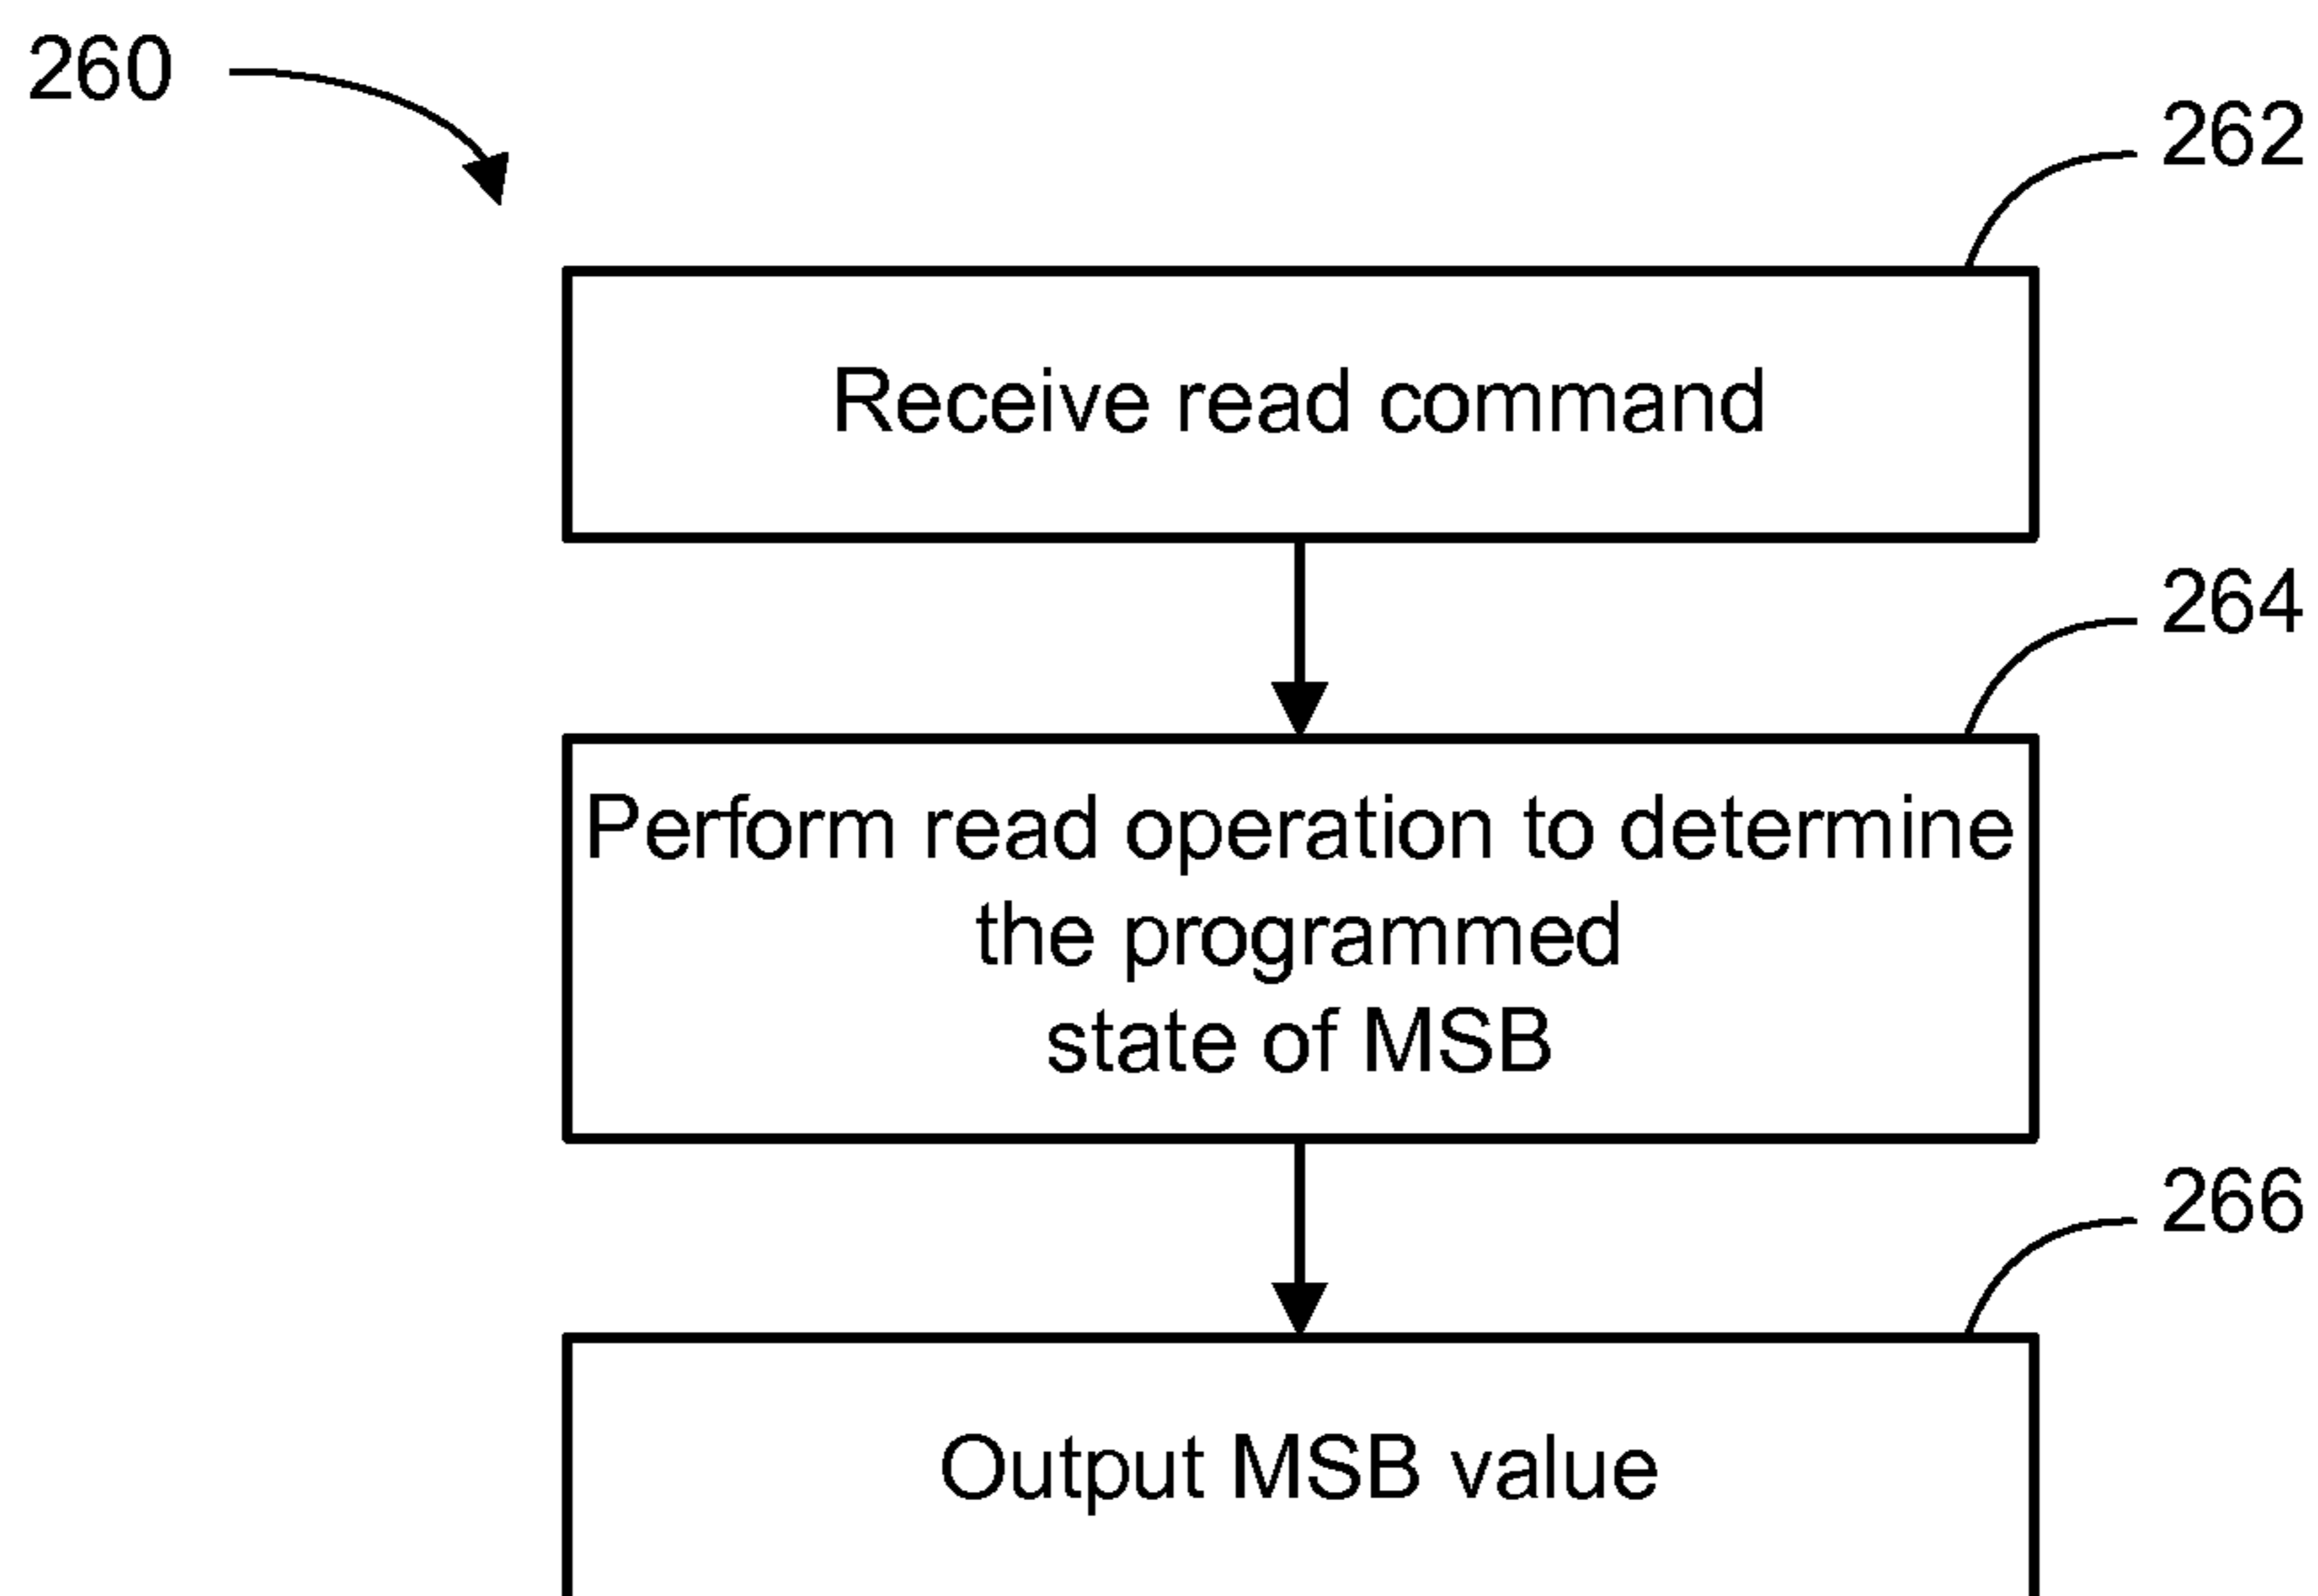 260
262
Receive read command
264
Perform read operation to determine
the programmed
state of MSB
266
Output MSB value